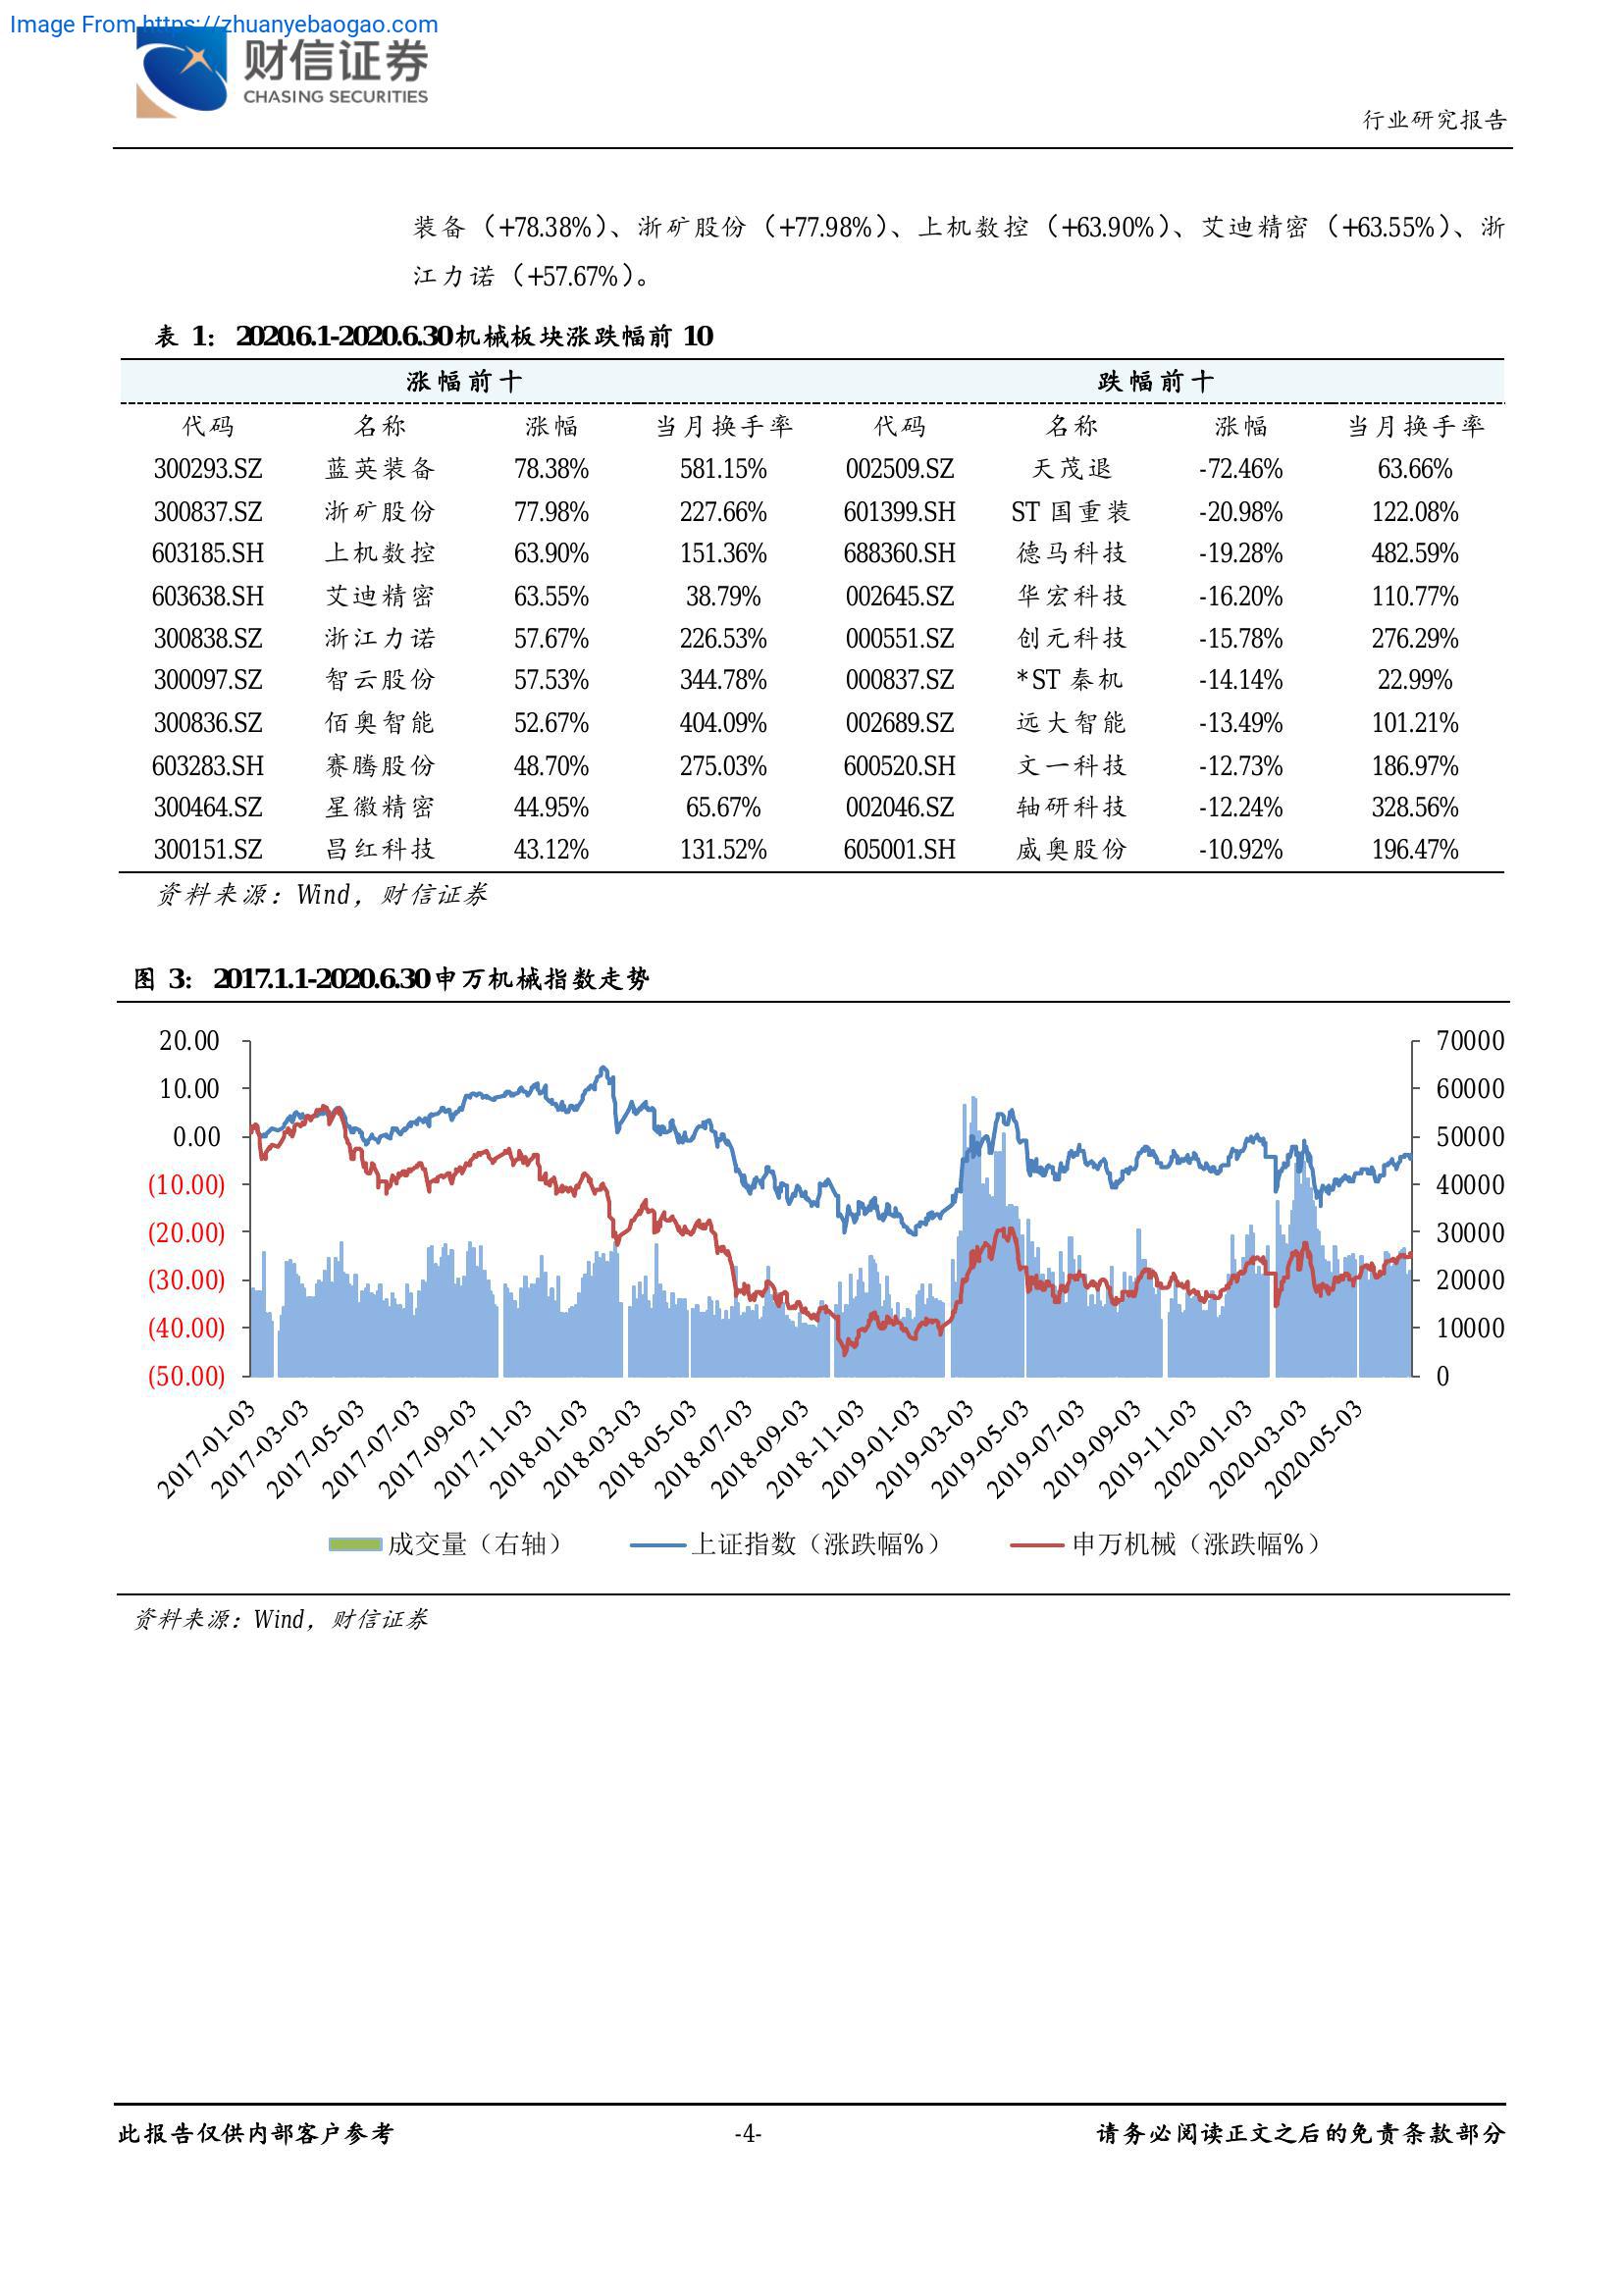 Image From https://zhuanyebaogao.com
财信证券
CHASING SECURITIES
行业研究报告
装备（+78.38%）、浙矿股份（+77.98%）、上机数控（+63.90%）、艾迪精密（+63.55%）、浙
江力诺（+57.67%）。
表 1： 2020.6.1-2020.6.30机械板块涨跌幅前 10
涨幅前十 跌幅前十
代码 名称 涨幅 当月换手率 代码 名称 涨幅 当月换手率
300293.SZ 蓝英装备 78.38% 581.15% 002509.SZ 天茂退 -72.46% 63.66%
300837.SZ 浙矿股份 77.98% 227.66% 601399.SH ST 国重装 -20.98% 122.08%
603185.SH 上机数控 63.90% 151.36% 688360.SH 德马科技 -19.28% 482.59%
603638.SH 艾迪精密 63.55% 38.79% 002645.SZ 华宏科技 -16.20% 110.77%
300838.SZ 浙江力诺 57.67% 226.53% 000551.SZ 创元科技 -15.78% 276.29%
300097.SZ 智云股份 57.53% 344.78% 000837.SZ *ST 秦机 -14.14% 22.99%
300836.SZ 佰奥智能 52.67% 404.09% 002689.SZ 远大智能 -13.49% 101.21%
603283.SH 赛腾股份 48.70% 275.03% 600520.SH 文一科技 -12.73% 186.97%
300464.SZ 星徽精密 44.95% 65.67% 002046.SZ 轴研科技 -12.24% 328.56%
300151.SZ 昌红科技 43.12% 131.52% 605001.SH 威奥股份 -10.92% 196.47%
资料来源：Wind，财信证券
图 3： 2017.1.1-2020.6.30申万机械指数走势
20.00 70000
10.00 60000
0.00 50000
(10.00) 40000
(20.00) 30000
(30.00) 20000
(40.00) 10000
(50.00) 0
2017-01-03 2017-03-03 2017-05-03 2017-07-03 2017-09-03 2017-11-03 2018-01-03 2018-03-03 2018-05-03 2018-07-03 2018-09-03 2018-11-03 2019-01-03 2019-03-03 2019-05-03 2019-07-03 2019-09-03 2019-11-03 2020-01-03 2020-03-03 2020-05-03
成交量（右轴） 上证指数（涨跌幅%） 申万机械（涨跌幅%）
资料来源：Wind，财信证券
此报告仅供内部客户参考 -4- 请务必阅读正文之后的免责条款部分